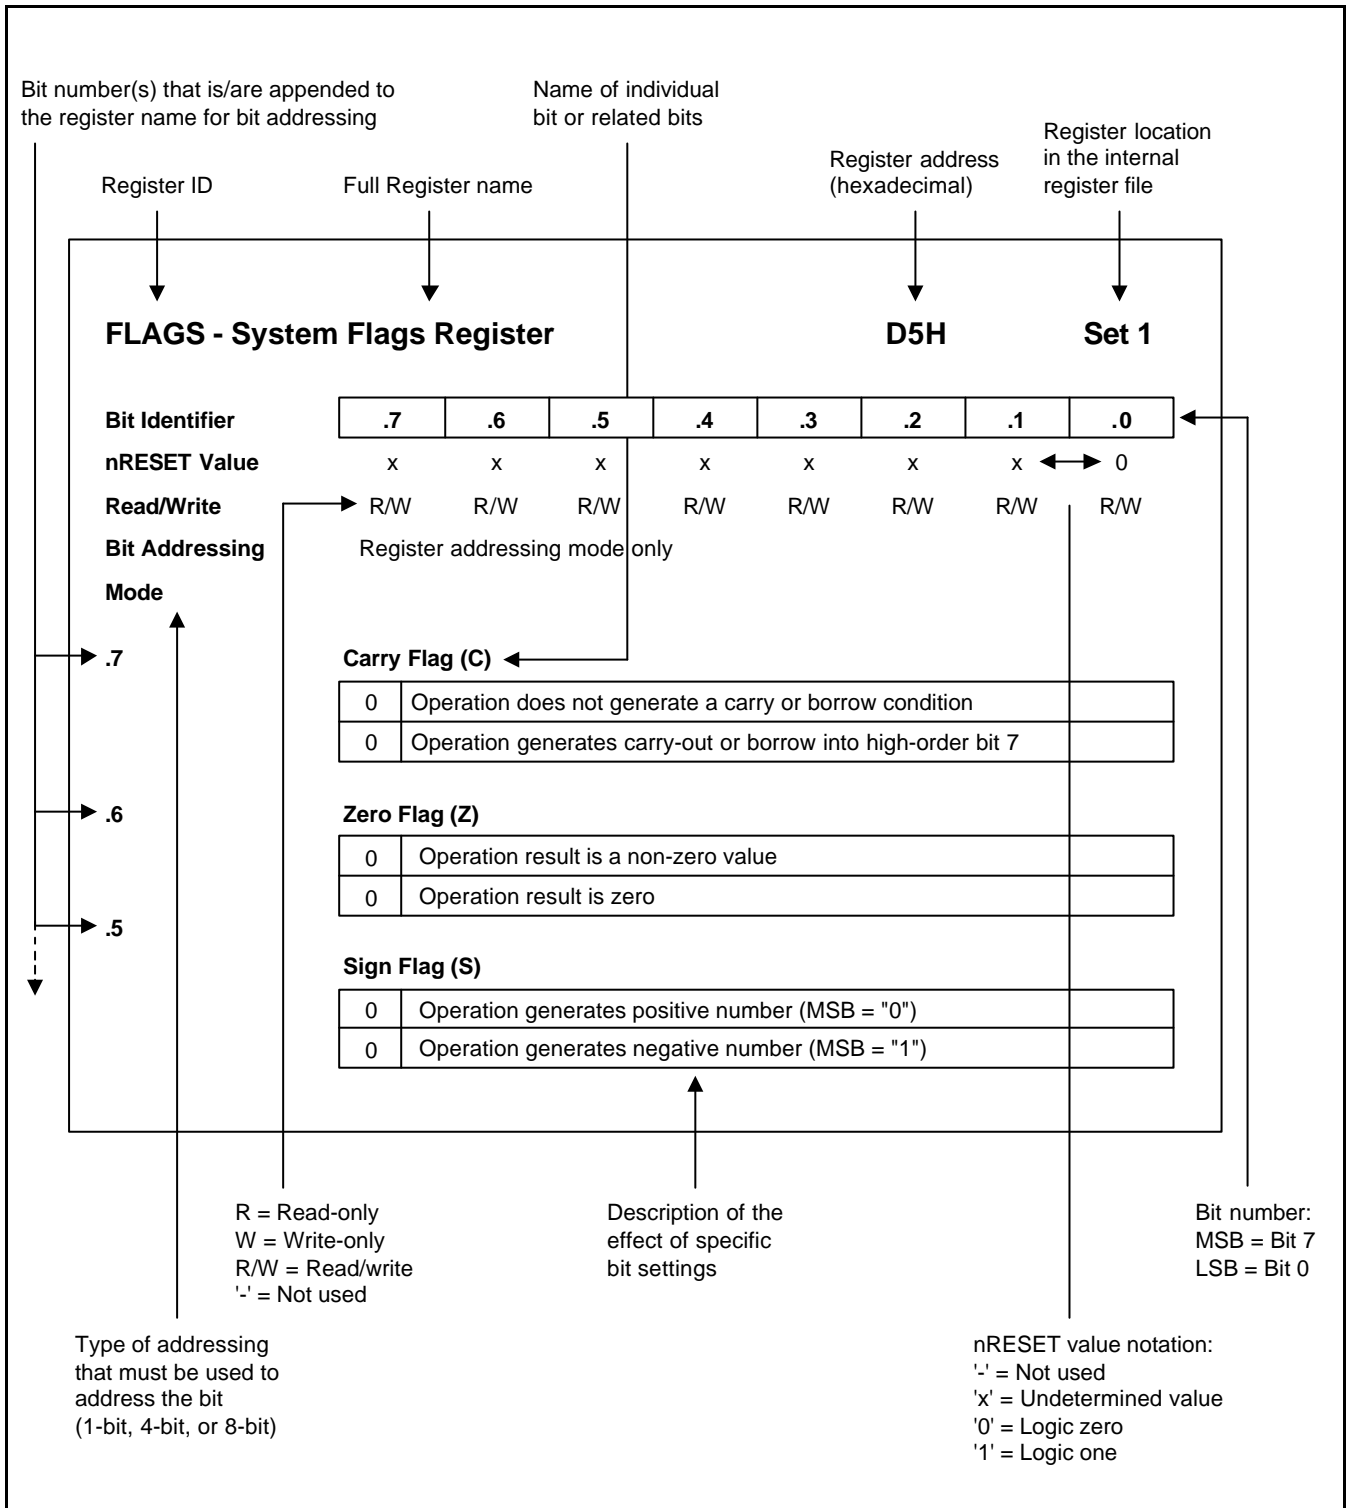 Bit number(s) that is/are appended to
the register name for bit addressing
Name of individual
bit or related bits
Register location
in the internal
register file
Register address
(hexadecimal)
Register ID
Full Register name
FLAGS - System Flags Register D5H Set 1
Bit Identifier .7 .6 .5 .4 .3 .2 .1 .0
nRESET Value x x x x x x x 0
Read/Write R/W R/W R/W R/W R/W R/W R/W R/W
Bit Addressing Register addressing mode only
Mode
.7 Carry Flag (C)
0 Operation does not generate a carry or borrow condition
0 Operation generates carry-out or borrow into high-order bit 7
.6 Zero Flag (Z)
0 Operation result is a non-zero value
0 Operation result is zero
.5
Sign Flag (S)
0 Operation generates positive number (MSB = "0")
0 Operation generates negative number (MSB = "1")
R = Read-only
W = Write-only
R/W = Read/write
'-' = Not used
Description of the
effect of specific
bit settings
Bit number:
MSB = Bit 7
LSB = Bit 0
Type of addressing
that must be used to
address the bit
(1-bit, 4-bit, or 8-bit)
nRESET value notation:
'-' = Not used
'x' = Undetermined value
'0' = Logic zero
'1' = Logic one